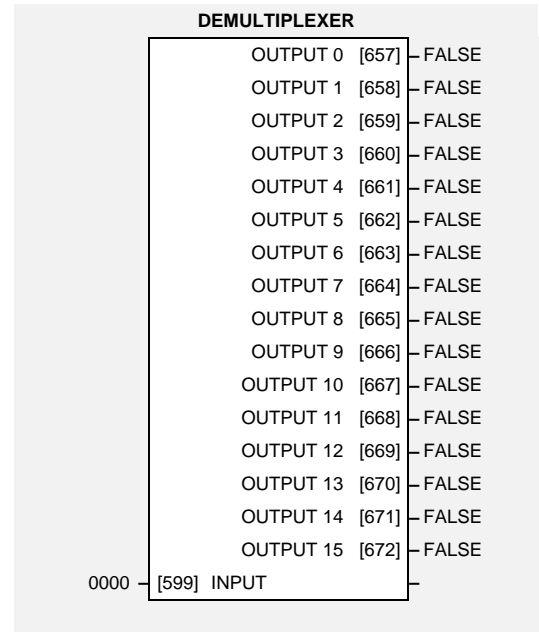 DEMULTIPLEXER
OUTPUT 0 [657] – FALSE
OUTPUT 1 [658] – FALSE
OUTPUT 2 [659] – FALSE
OUTPUT 3 [660] – FALSE
OUTPUT 4 [661] – FALSE
OUTPUT 5 [662] – FALSE
OUTPUT 6 [663] – FALSE
OUTPUT 7 [664] – FALSE
OUTPUT 8 [665] – FALSE
OUTPUT 9 [666] – FALSE
OUTPUT 10 [667] – FALSE
OUTPUT 11 [668] – FALSE
OUTPUT 12 [669] – FALSE
OUTPUT 13 [670] – FALSE
OUTPUT 14 [671] – FALSE
OUTPUT 15 [672] – FALSE
0000 – [599] INPUT –